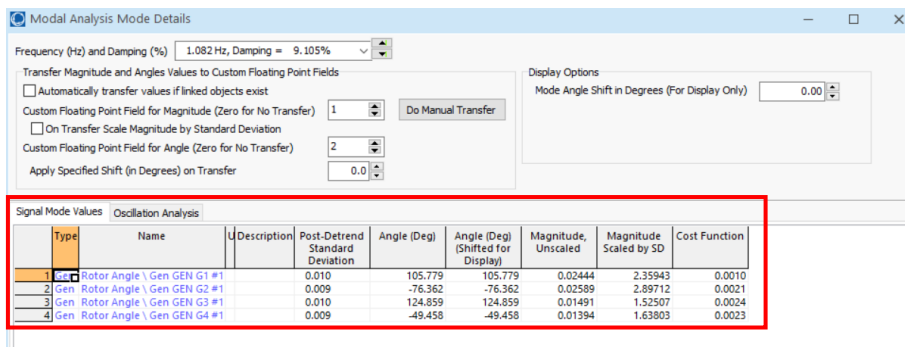 Modal Analysis Mode Details
Frequency (Hz) and Damping (%) 1.082 Hz, Damping = 9.105%
Transfer Magnitude and Angles Values to Custom Floating Point Fields
Automatically transfer values if linked objects exist
Custom Floating Point Field for Magnitude (Zero for No Transfer) 1 Do Manual Transfer
On Transfer Scale Magnitude by Standard Deviation
Custom Floating Point Field for Angle (Zero for No Transfer) 2
Apply Specified Shift (in Degrees) on Transfer 0.0
Display Options
Mode Angle Shift in Degrees (For Display Only) 0.00
Signal Mode Values Oscillation Analysis
Type Name U Description Post-Detrend Standard Deviation Angle (Deg) Angle (Deg) (Shifted for Display) Magnitude, Unscaled Magnitude Scaled by SD Cost Function
1 Gen Rotor Angle \ Gen GEN G1 #1 0.010 105.779 105.779 0.02444 2.35943 0.0010
2 Gen Rotor Angle \ Gen GEN G2 #1 0.009 -76.362 -76.362 0.02589 2.89712 0.0021
3 Gen Rotor Angle \ Gen GEN G3 #1 0.010 124.859 124.859 0.01491 1.52507 0.0024
4 Gen Rotor Angle \ Gen GEN G4 #1 0.009 -49.458 -49.458 0.01394 1.63803 0.0023